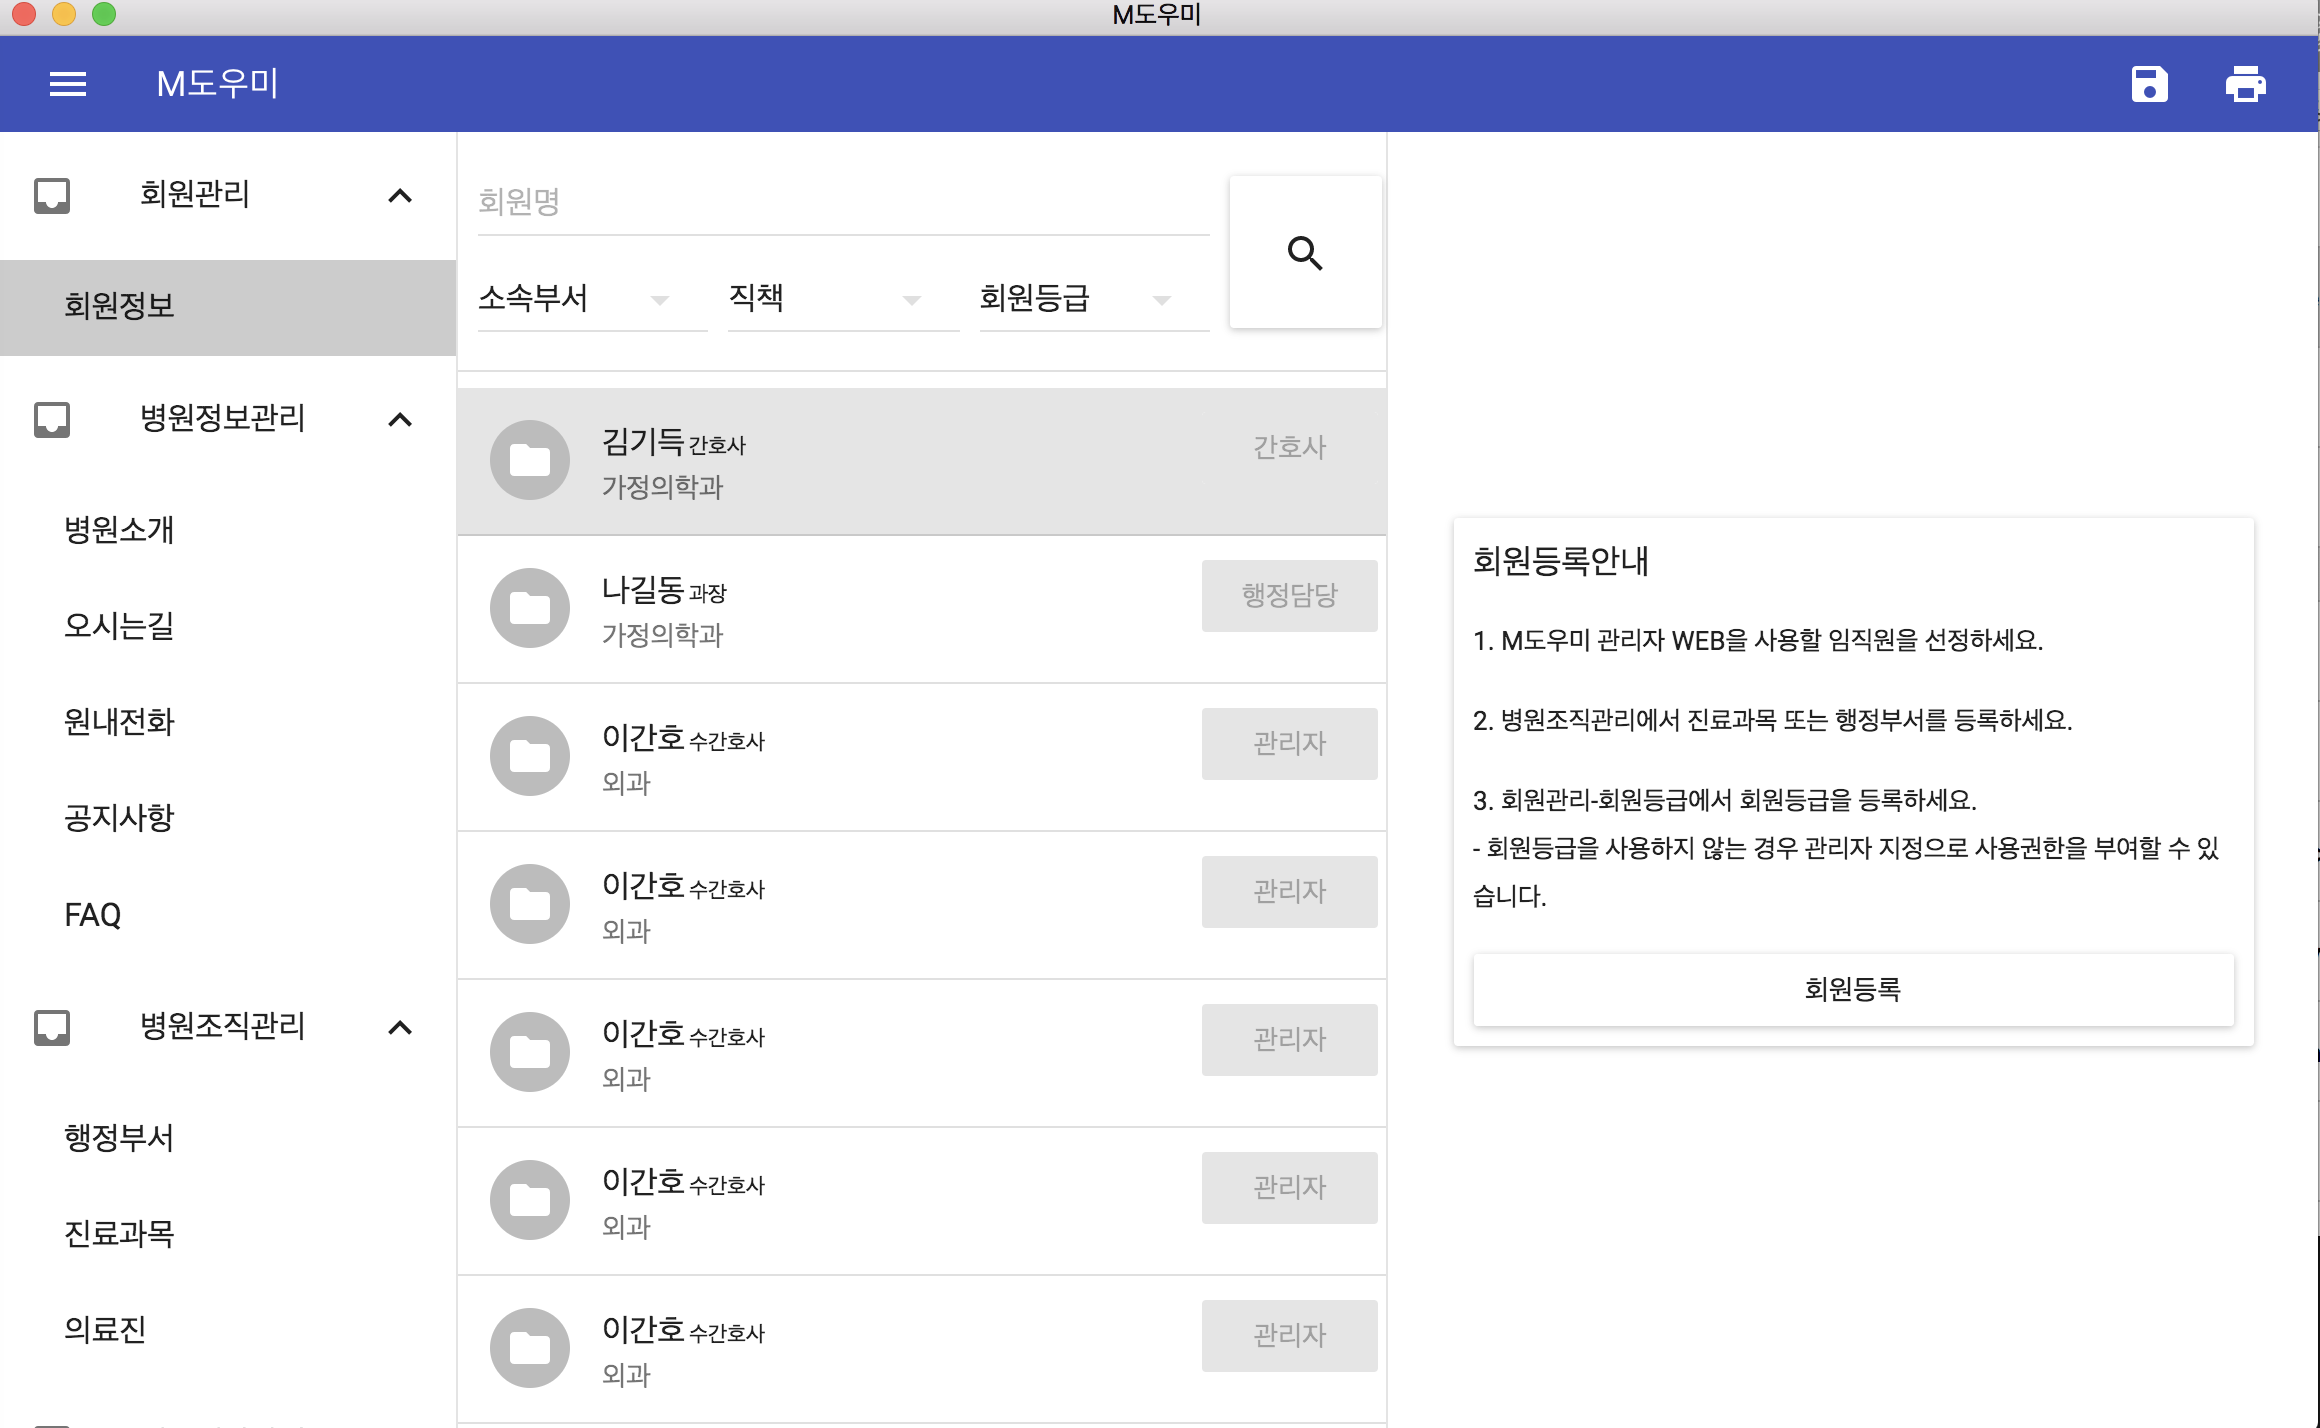 M도우미
M도우미
회원관리
회원정보
병원정보관리
병원소개
오시는길
원내전화
공지사항
FAQ
병원조직관리
행정부서
진료과목
의료진
회원명
소속부서 직책 회원등급
김기득 간호사 간호사
가정의학과
나길동 과장 행정담당
가정의학과
이간호 수간호사 관리자
외과
이간호 수간호사 관리자
외과
이간호 수간호사 관리자
외과
이간호 수간호사 관리자
외과
이간호 수간호사 관리자
외과
회원등록안내
1. M도우미 관리자 WEB을 사용할 임직원을 선정하세요.
2. 병원조직관리에서 진료과목 또는 행정부서를 등록하세요.
3. 회원관리-회원등급에서 회원등급을 등록하세요.
- 회원등급을 사용하지 않는 경우 관리자 지정으로 사용권한을 부여할 수 있
습니다.
회원등록